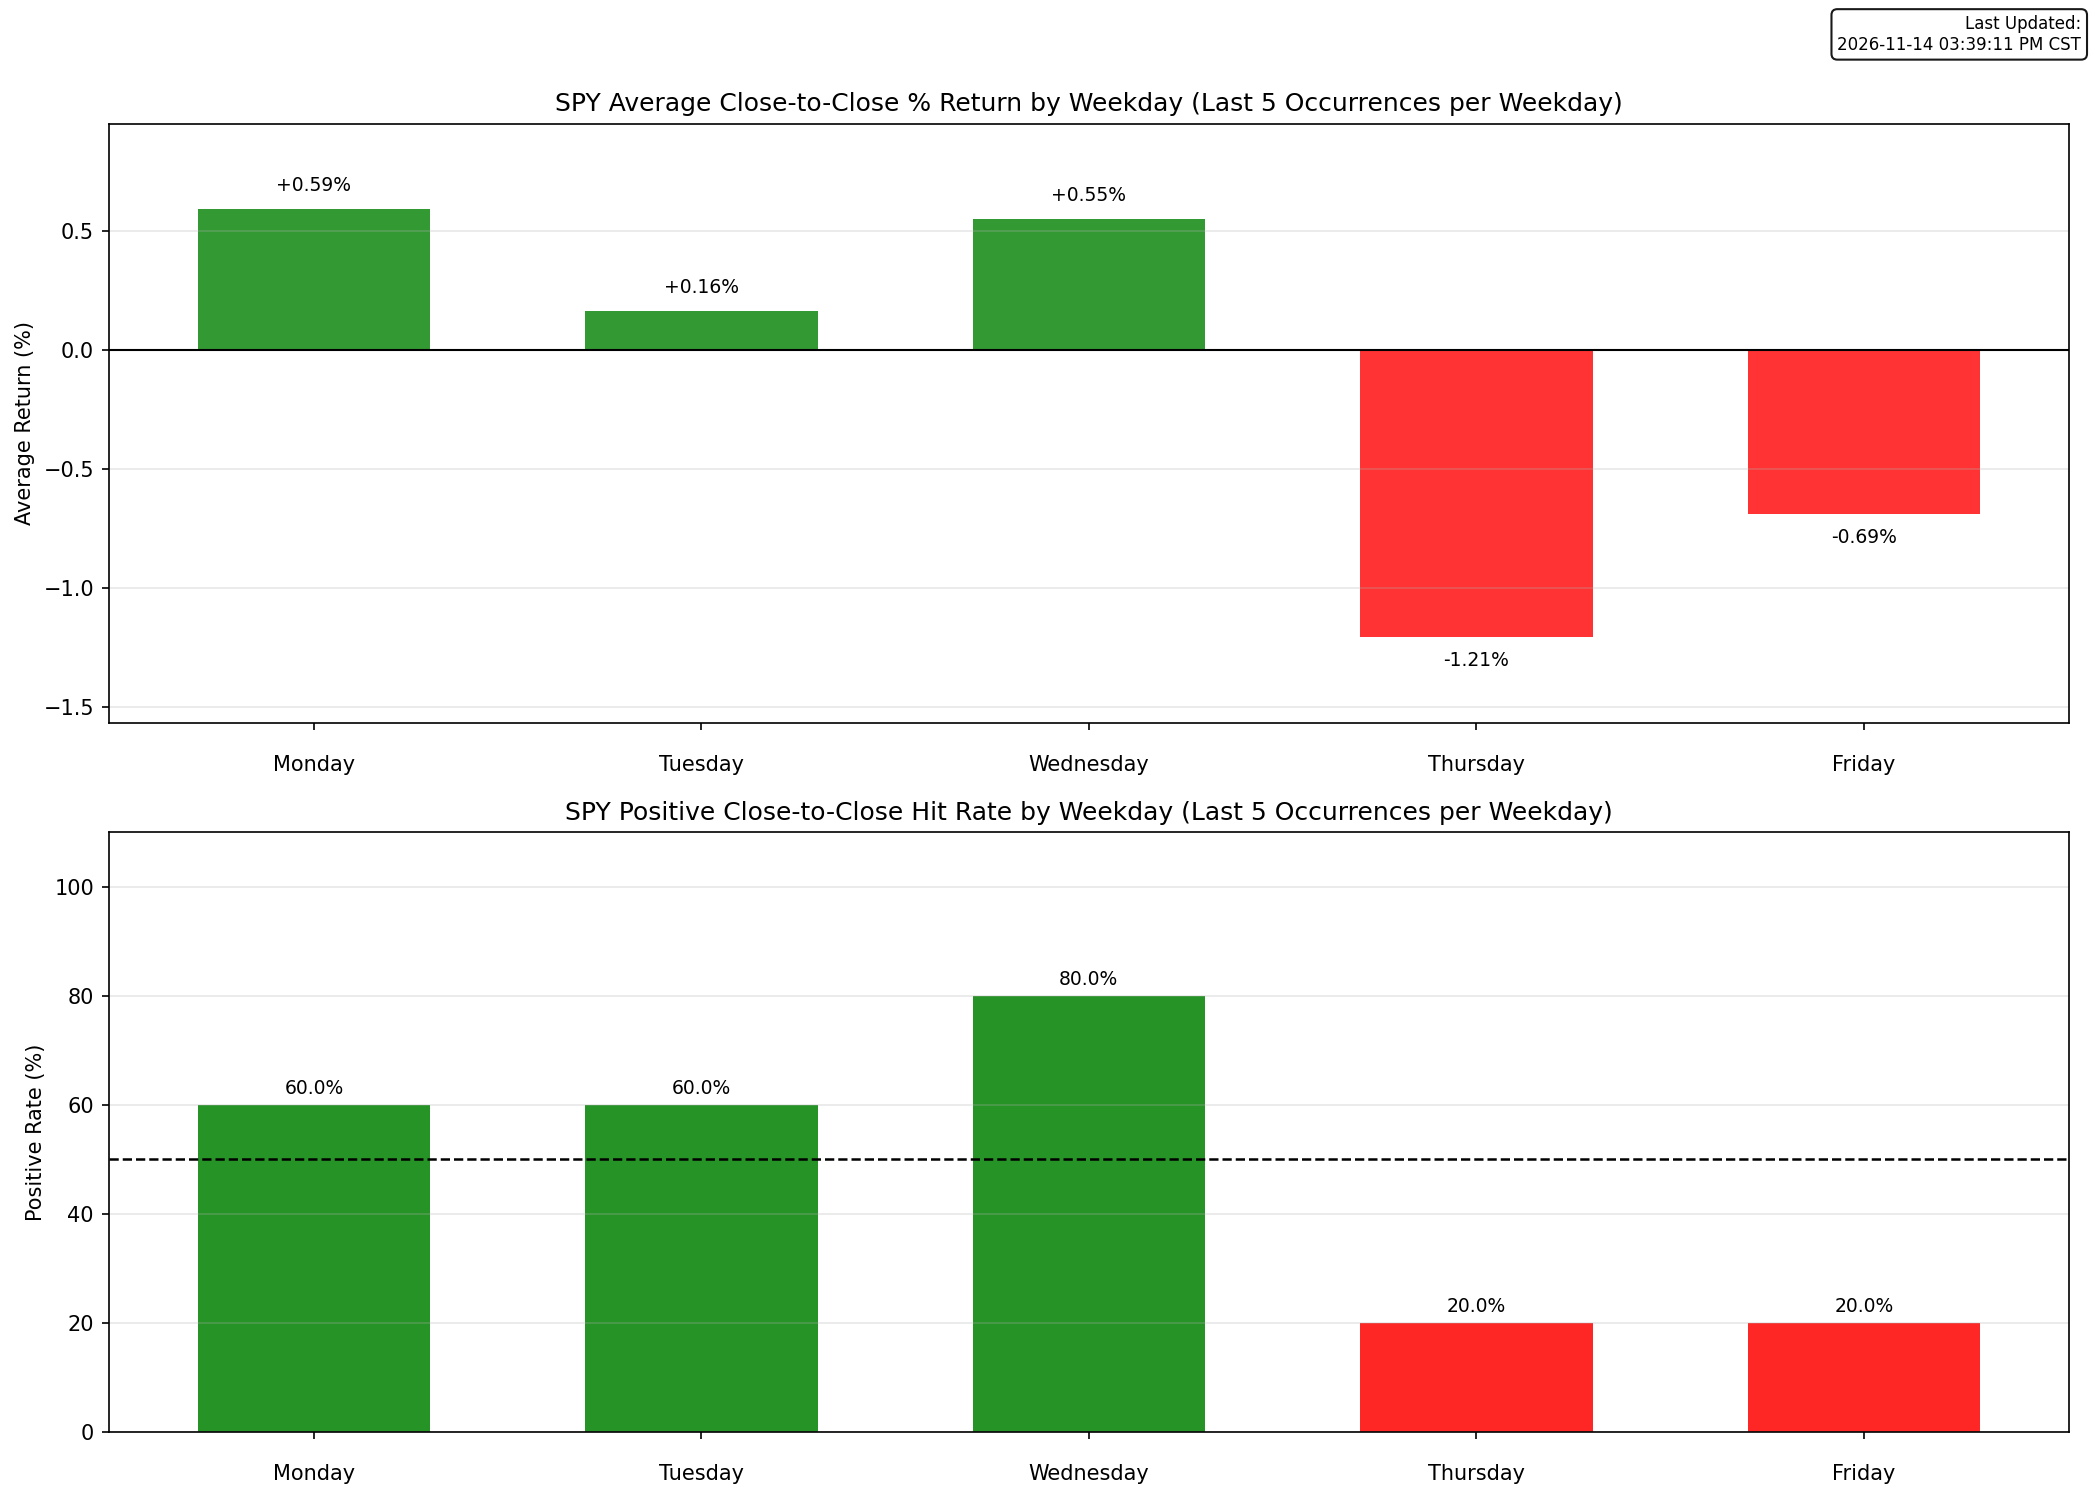 Last Updated:
2026-11-14 03:39:11 PM CST
SPY Average Close-to-Close % Return by Weekday (Last 5 Occurrences per Weekday)
Average Return (%)
0.5
0.0
−0.5
−1.0
−1.5
+0.59%
+0.16%
+0.55%
-1.21%
-0.69%
Monday Tuesday Wednesday Thursday Friday
SPY Positive Close-to-Close Hit Rate by Weekday (Last 5 Occurrences per Weekday)
Positive Rate (%)
100
80
60
40
20
0
60.0%
60.0%
80.0%
20.0%
20.0%
Monday Tuesday Wednesday Thursday Friday